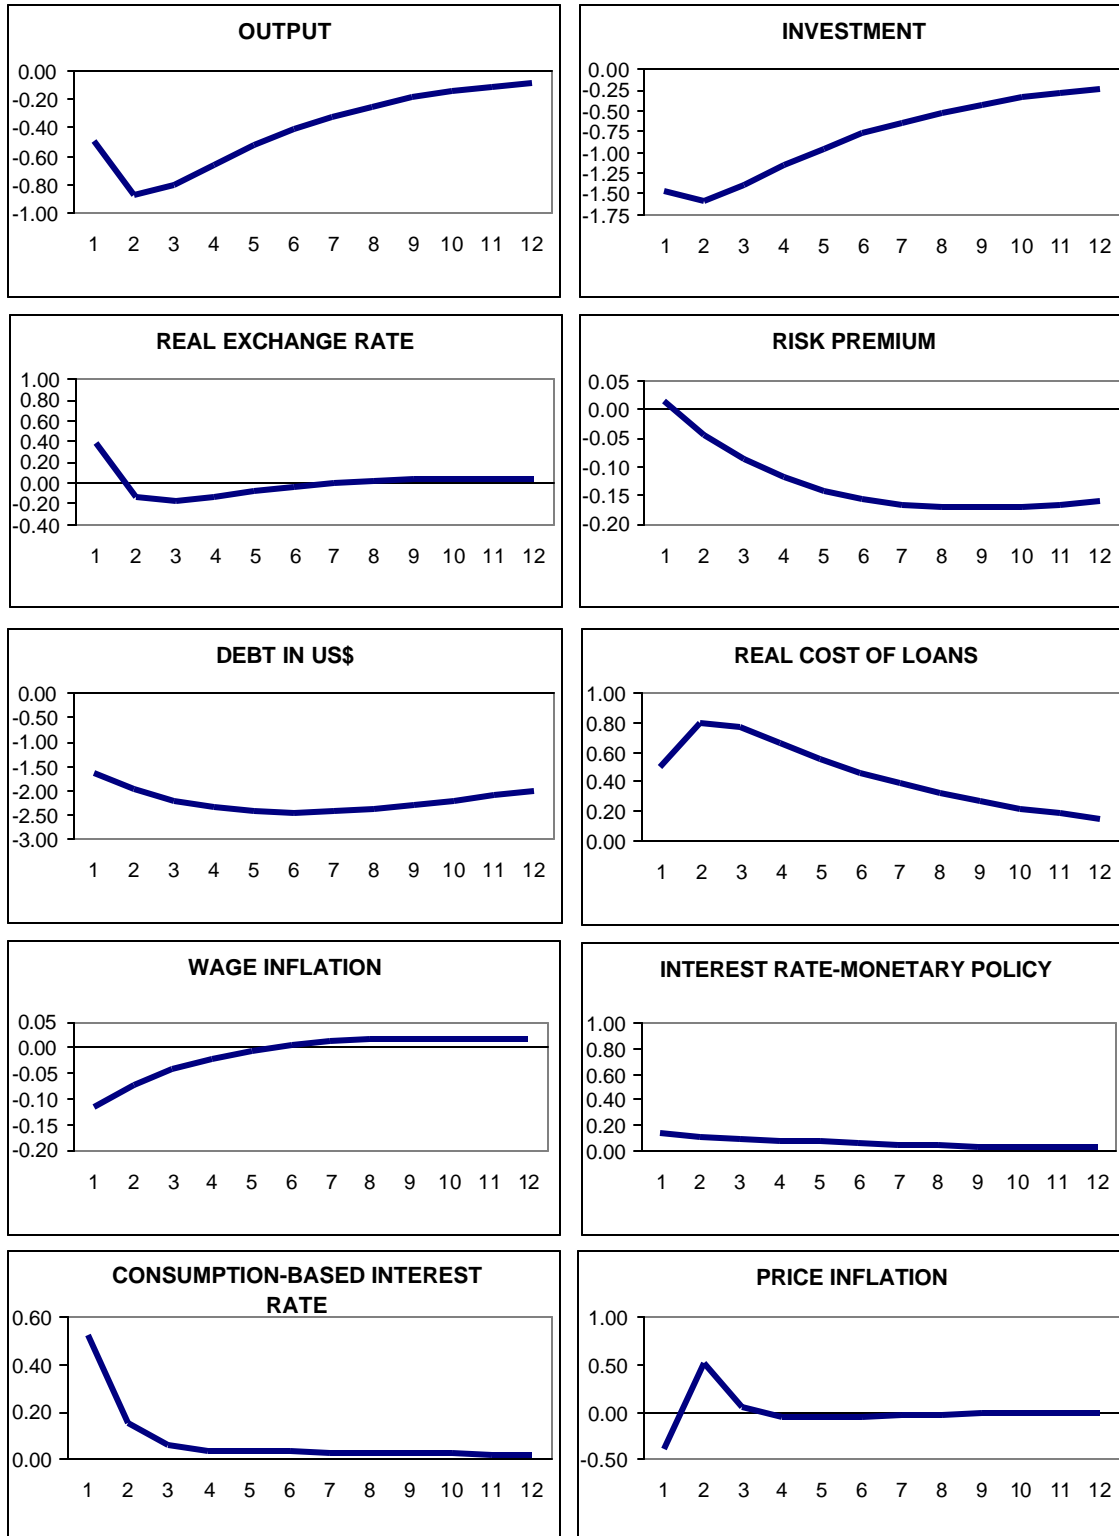 OUTPUT
0.00
-0.20
-0.40
-0.60
-0.80
-1.00
1 2 3 4 5 6 7 8 9 10 11 12
INVESTMENT
0.00
-0.25
-0.50
-0.75
-1.00
-1.25
-1.50
-1.75
1 2 3 4 5 6 7 8 9 10 11 12
REAL EXCHANGE RATE
1.00
0.80
0.60
0.40
0.20
0.00
-0.20
-0.40
1 2 3 4 5 6 7 8 9 10 11 12
RISK PREMIUM
0.05
0.00
-0.05
-0.10
-0.15
-0.20
1 2 3 4 5 6 7 8 9 10 11 12
DEBT IN US$
0.00
-0.50
-1.00
-1.50
-2.00
-2.50
-3.00
1 2 3 4 5 6 7 8 9 10 11 12
REAL COST OF LOANS
1.00
0.80
0.60
0.40
0.20
0.00
1 2 3 4 5 6 7 8 9 10 11 12
WAGE INFLATION
0.05
0.00
-0.05
-0.10
-0.15
-0.20
1 2 3 4 5 6 7 8 9 10 11 12
INTEREST RATE-MONETARY POLICY
1.00
0.80
0.60
0.40
0.20
0.00
1 2 3 4 5 6 7 8 9 10 11 12
CONSUMPTION-BASED INTEREST
RATE
0.60
0.40
0.20
0.00
1 2 3 4 5 6 7 8 9 10 11 12
PRICE INFLATION
1.00
0.50
0.00
-0.50
1 2 3 4 5 6 7 8 9 10 11 12